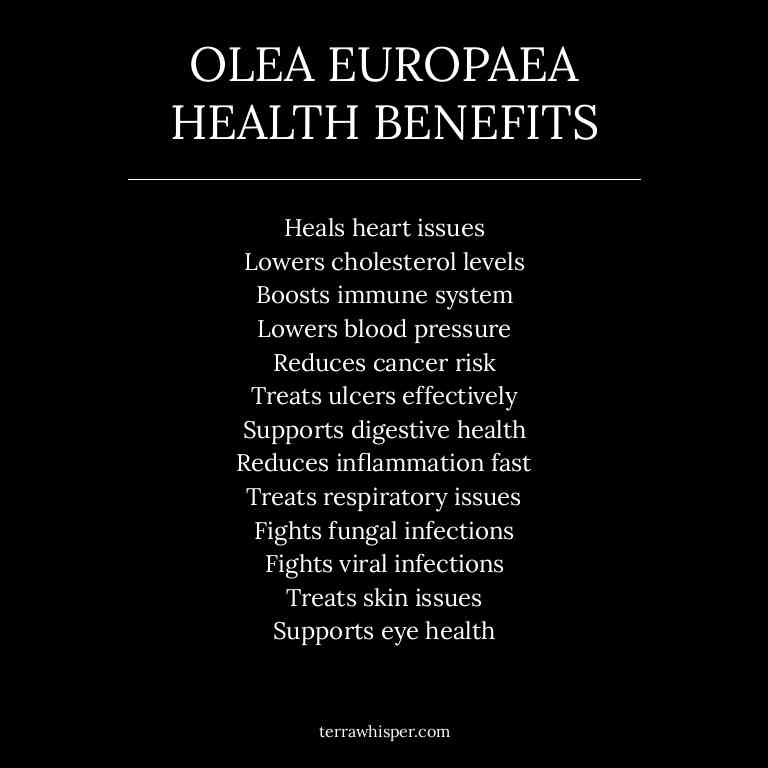 OLEA EUROPAEA
HEALTH BENEFITS
Heals heart issues
Lowers cholesterol levels
Boosts immune system
Lowers blood pressure
Reduces cancer risk
Treats ulcers effectively
Supports digestive health
Reduces inflammation fast
Treats respiratory issues
Fights fungal infections
Fights viral infections
Treats skin issues
Supports eye health
terrawhisper.com